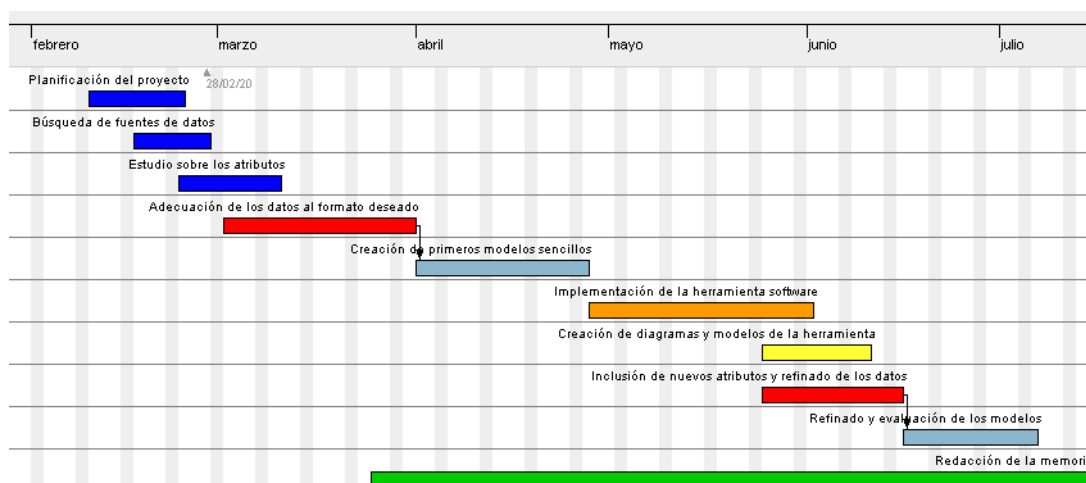 febrero marzo abril mayo junio julio
Planificación del proyecto
28/02/20
Búsqueda de fuentes de datos
Estudio sobre los atributos
Adecuación de los datos al formato deseado
Creación de primeros modelos sencillos
Implementación de la herramienta software
Creación de diagramas y modelos de la herramienta
Inclusión de nuevos atributos y refinado de los datos
Refinado y evaluación de los modelos
Redacción de la memori